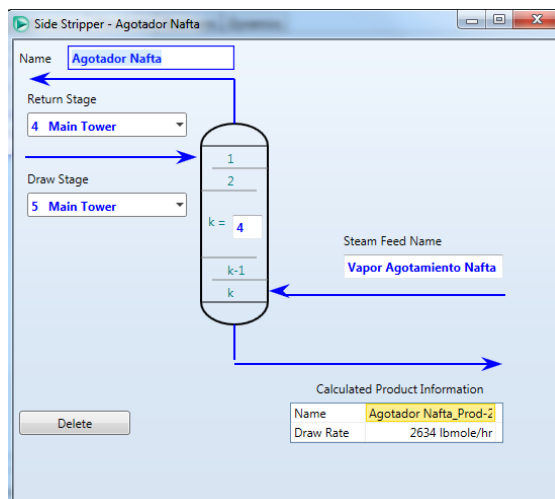 Side Stripper - Agotador Nafta
Name Agotador Nafta
Return Stage
4 Main Tower
Draw Stage
5 Main Tower
1
2
k = 4
k-1
k
Steam Feed Name
Vapor Agotamiento Nafta
Calculated Product Information
Name Agotador Nafta_Prod-2
Draw Rate 2634 lbmole/hr
Delete